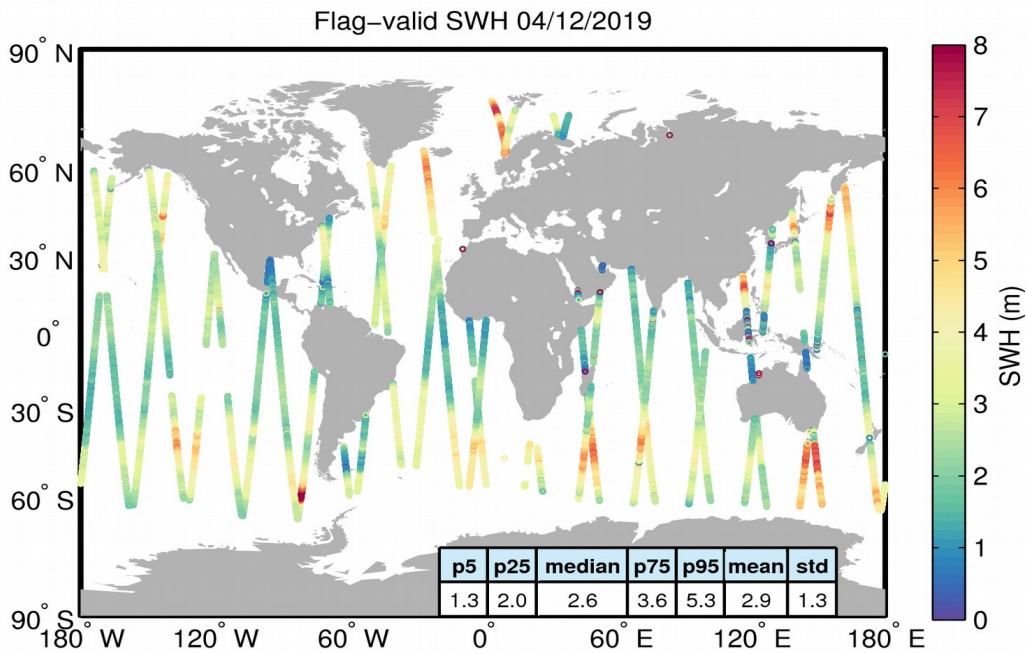 Flag−valid SWH 04/12/2019
90° N
60° N
30° N
0°
30° S
60° S
90° S
180° W
120° W
60° W
0°
60° E
120° E
180° E
p5 p25 median p75 p95 mean std
1.3 2.0 2.6 3.6 5.3 2.9 1.3
8
7
6
5
4
3
2
1
0
SWH (m)